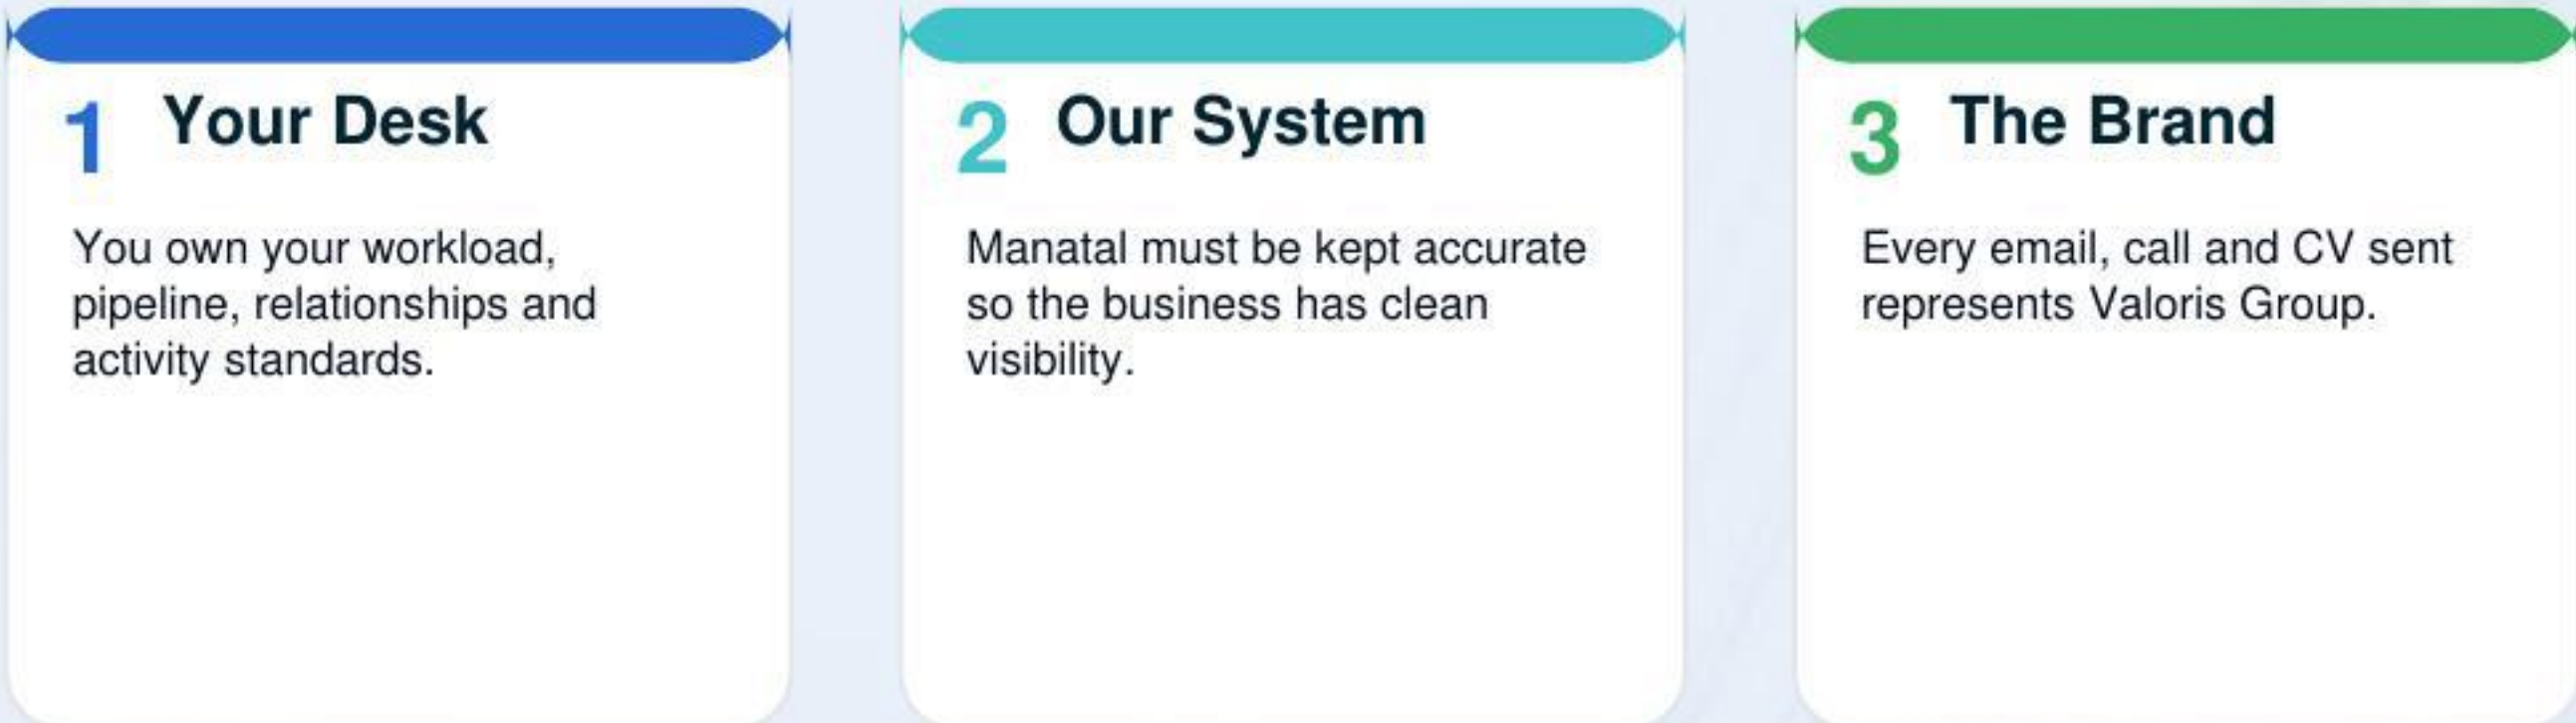 1 Your Desk
You own your workload,
pipeline, relationships and
activity standards.
2 Our System
Manatal must be kept accurate
so the business has clean
visibility.
3 The Brand
Every email, call and CV sent
represents Valoris Group.